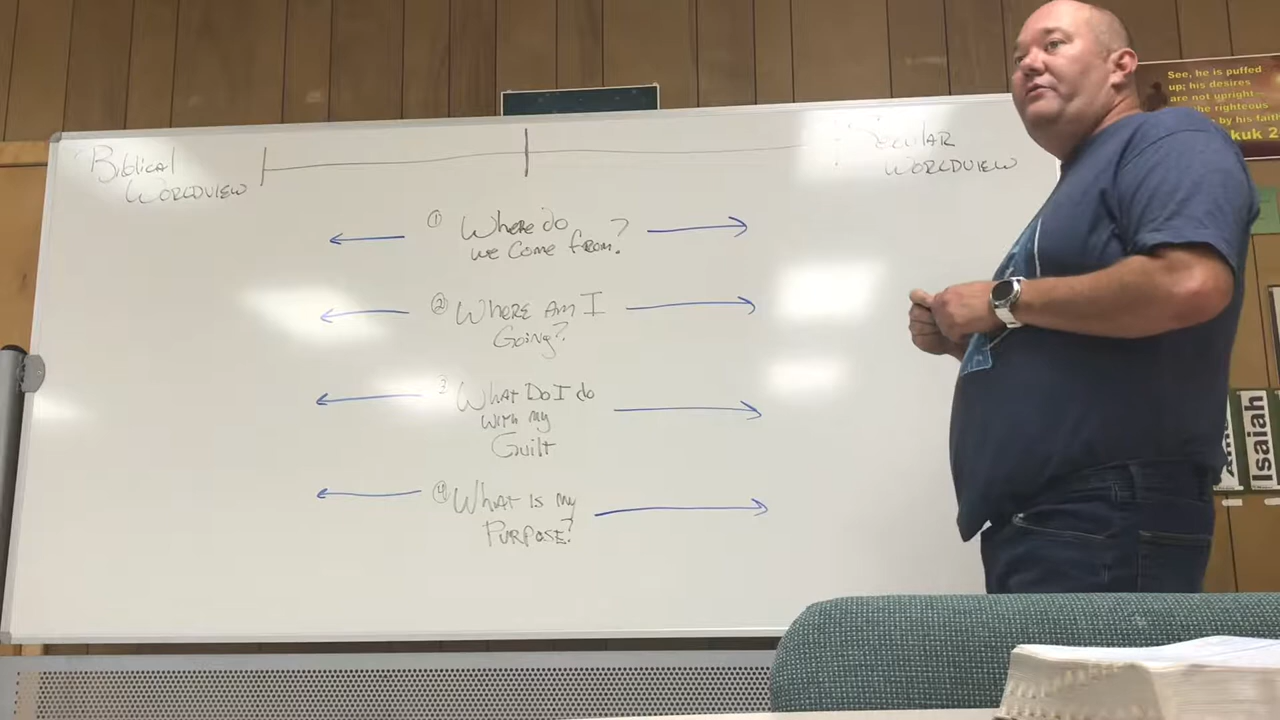 Biblical
Worldview
Secular
Worldview
① Where do
we come from?
② Where Am I
Going?
3 What Do I do
with my
Guilt
④ What is my
Purpose?
See, he is puffed
up; his desires
are not upright—
the righteous
by his faith
kuk 2
Isaiah